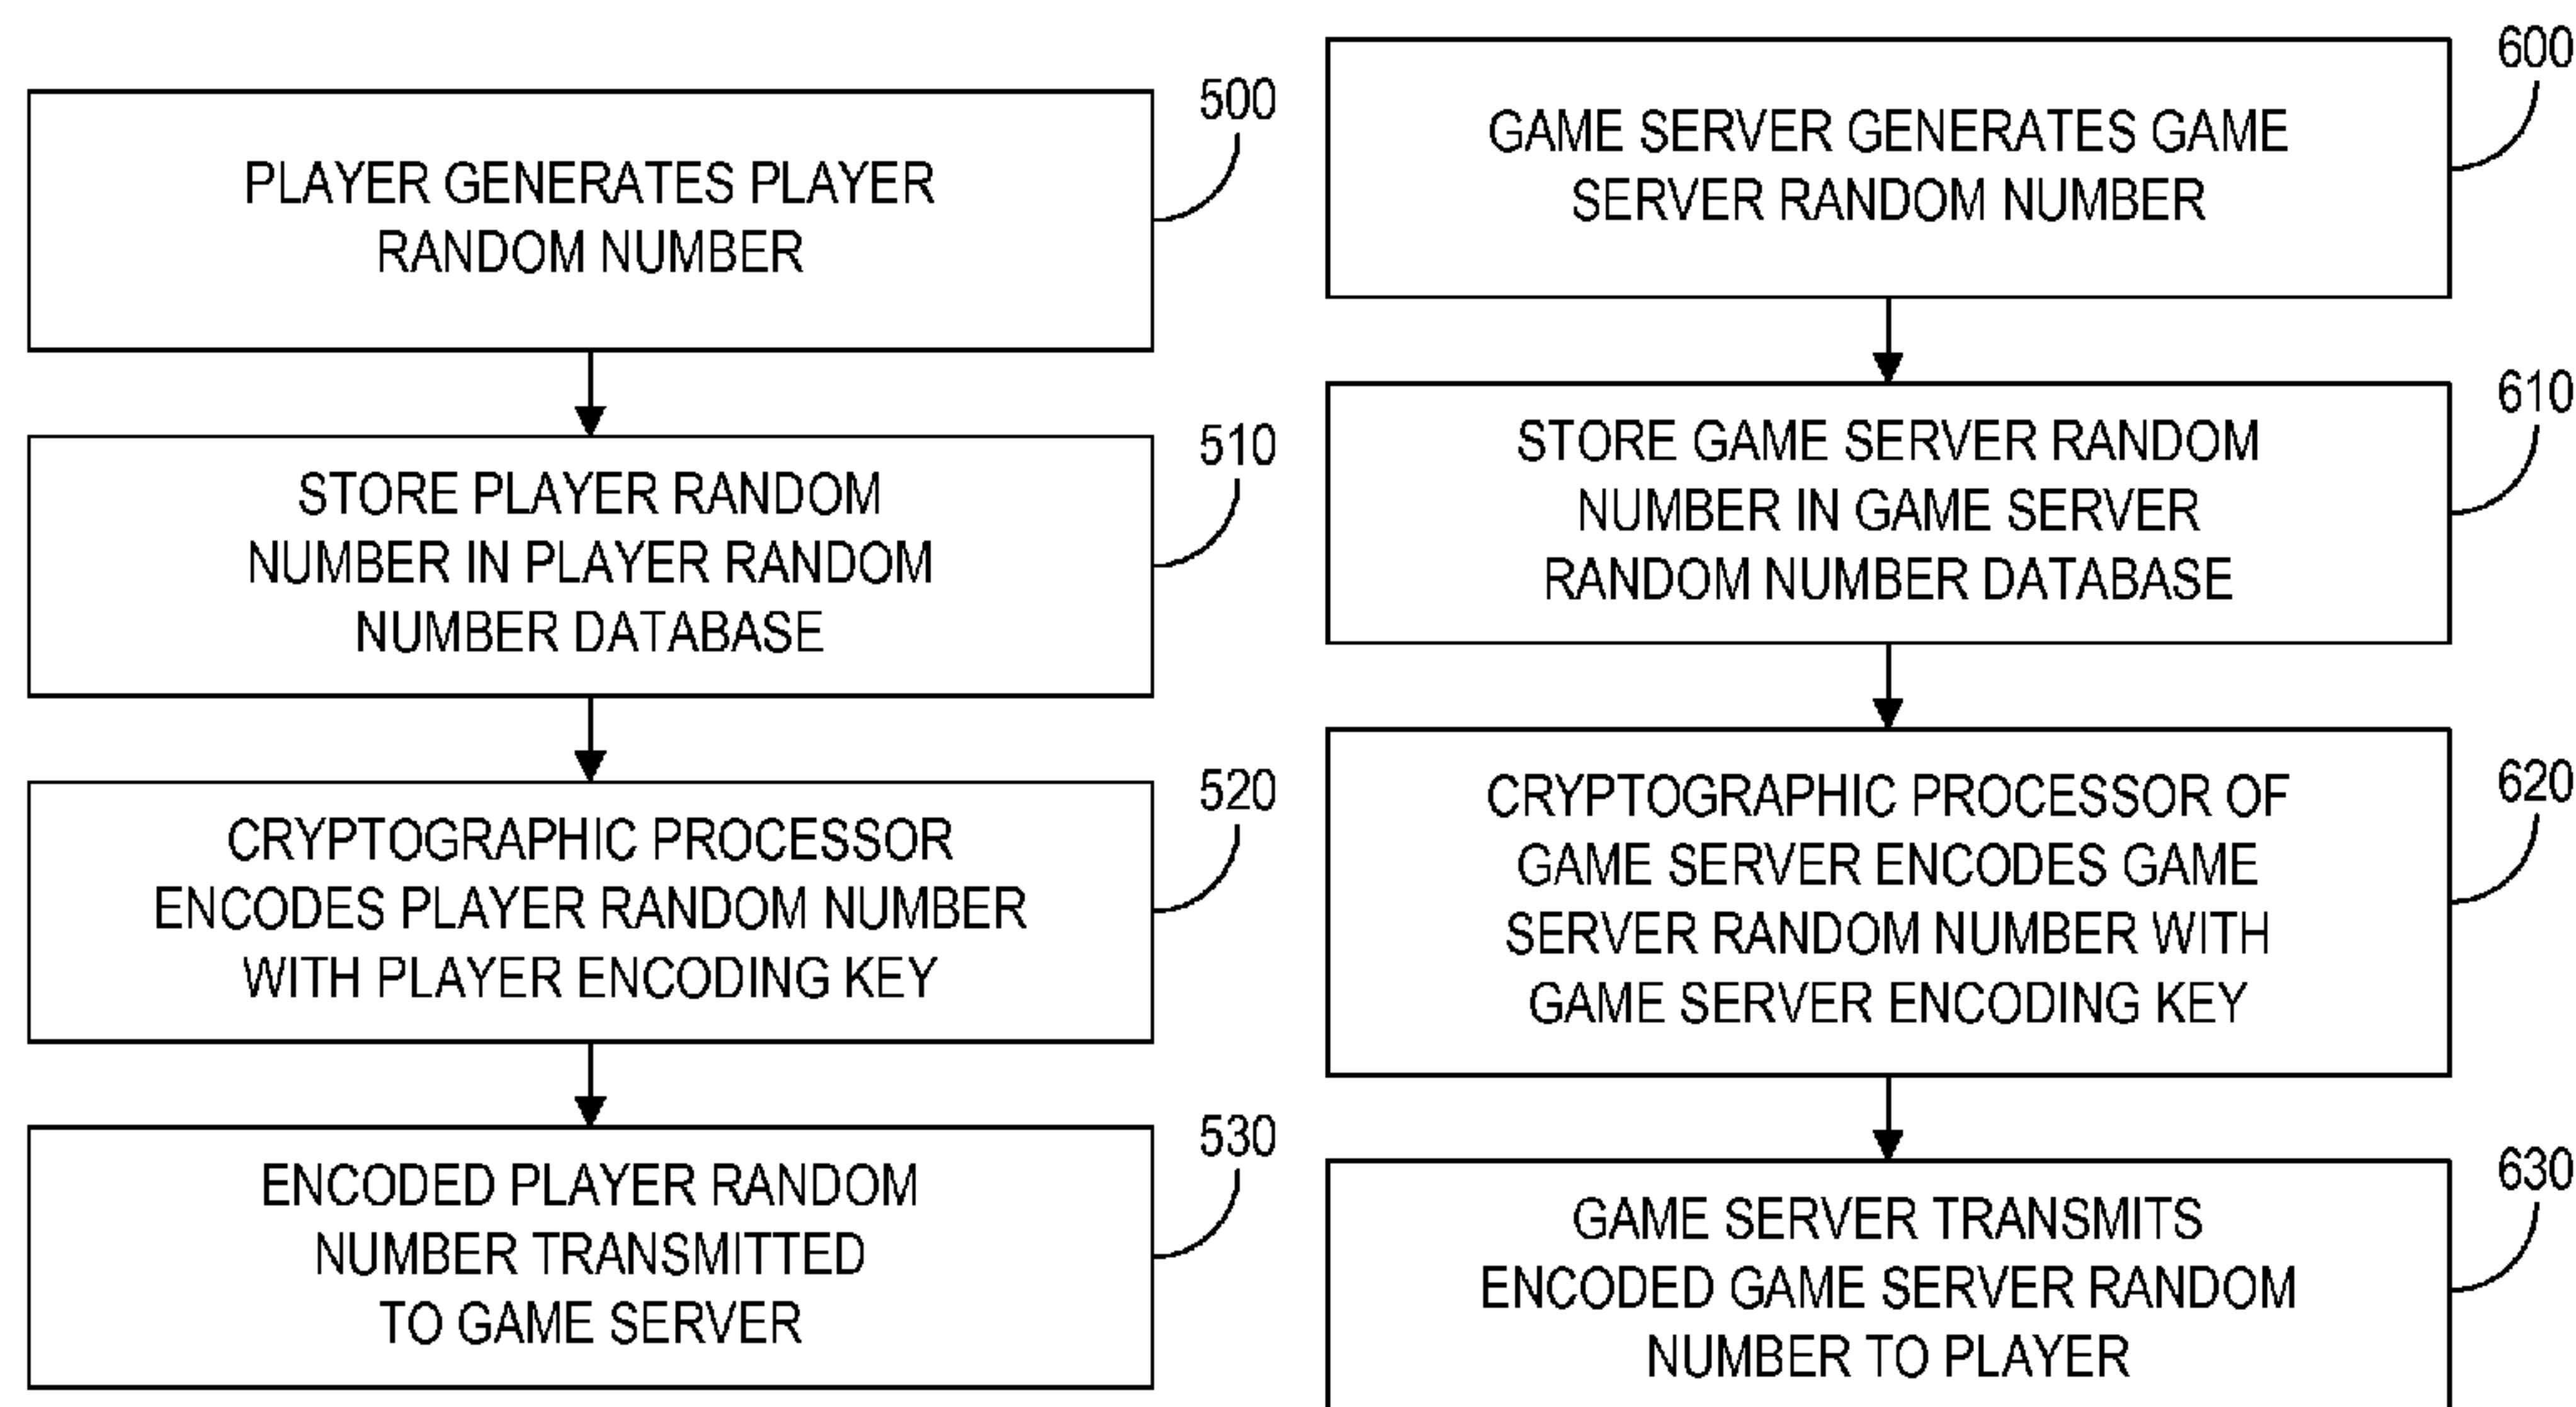 500
PLAYER GENERATES PLAYER
RANDOM NUMBER
510
STORE PLAYER RANDOM
NUMBER IN PLAYER RANDOM
NUMBER DATABASE
520
CRYPTOGRAPHIC PROCESSOR
ENCODES PLAYER RANDOM NUMBER
WITH PLAYER ENCODING KEY
530
ENCODED PLAYER RANDOM
NUMBER TRANSMITTED
TO GAME SERVER
600
GAME SERVER GENERATES GAME
SERVER RANDOM NUMBER
610
STORE GAME SERVER RANDOM
NUMBER IN GAME SERVER
RANDOM NUMBER DATABASE
620
CRYPTOGRAPHIC PROCESSOR OF
GAME SERVER ENCODES GAME
SERVER RANDOM NUMBER WITH
GAME SERVER ENCODING KEY
630
GAME SERVER TRANSMITS
ENCODED GAME SERVER RANDOM
NUMBER TO PLAYER